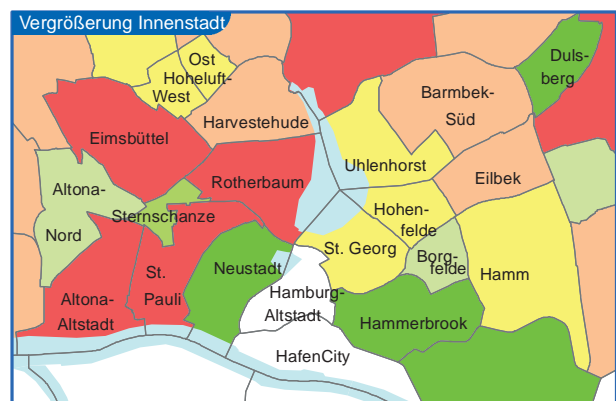 Vergrößerung Innenstadt
Ost
Hoheluft-
West
Duls-
berg
Barmbek-
Süd
Harvestehude
Eimsbüttel
Uhlenhorst
Eilbek
Rotherbaum
Altona-
Nord
Sternschanze
Hohen-
felde
St. Georg
Borg-
felde
Hamm
Neustadt
St.
Pauli
Altona-
Altstadt
Hamburg-
Altstadt
Hammerbrook
HafenCity